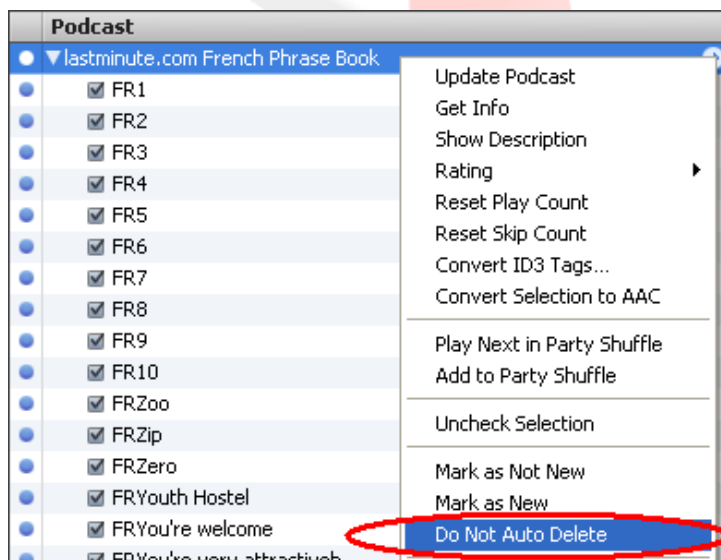 Podcast
lastminute.com French Phrase Book
FR1
FR2
FR3
FR4
FR5
FR6
FR7
FR8
FR9
FR10
FRZoo
FRZip
FRZero
FRYouth Hostel
FRYou're welcome
FRYou're very
Update Podcast
Get Info
Show Description
Rating
Reset Play Count
Reset Skip Count
Convert ID3 Tags...
Convert Selection to AAC
Play Next in Party Shuffle
Add to Party Shuffle
Uncheck Selection
Mark as Not New
Mark as New
Do Not Auto Delete